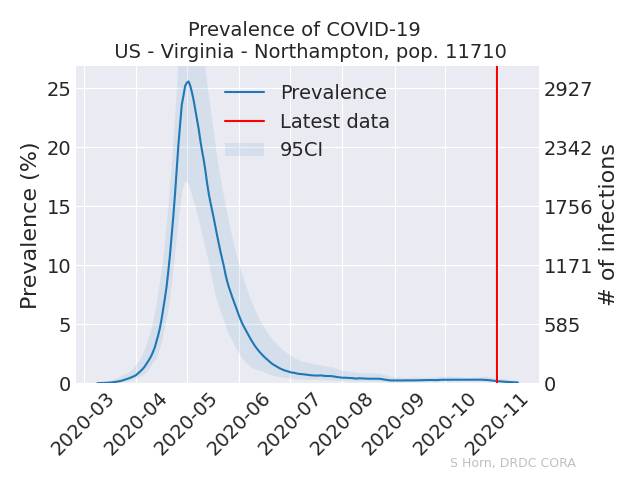 Prevalence of COVID-19
US - Virginia - Northampton, pop. 11710
Prevalence
Latest data
95CI
Prevalence (%)
25
20
15
10
5
0
# of infections
2927
2342
1756
1171
585
0
2020-03
2020-04
2020-05
2020-06
2020-07
2020-08
2020-09
2020-10
2020-11
S Horn, DRDC CORA